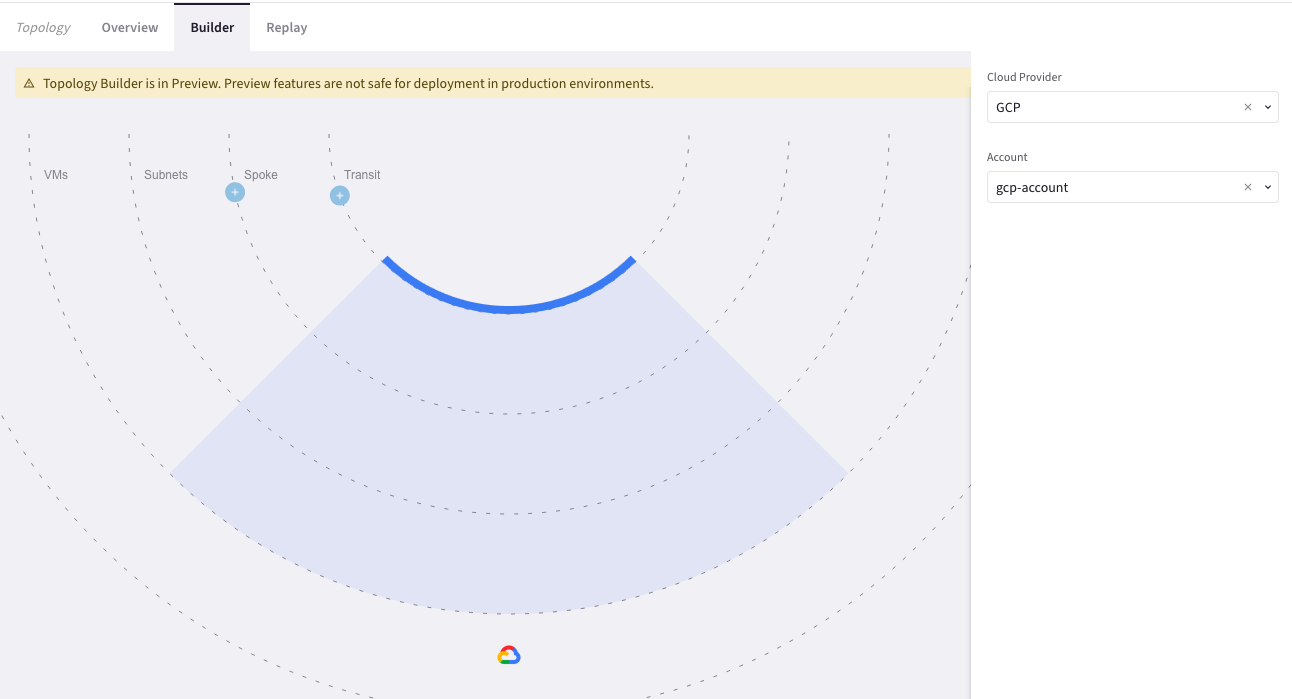 Topology
Overview
Builder
Replay
Topology Builder is in Preview. Preview features are not safe for deployment in production environments.
Cloud Provider
GCP
Account
gcp-account
VMs
Subnets
Spoke
Transit